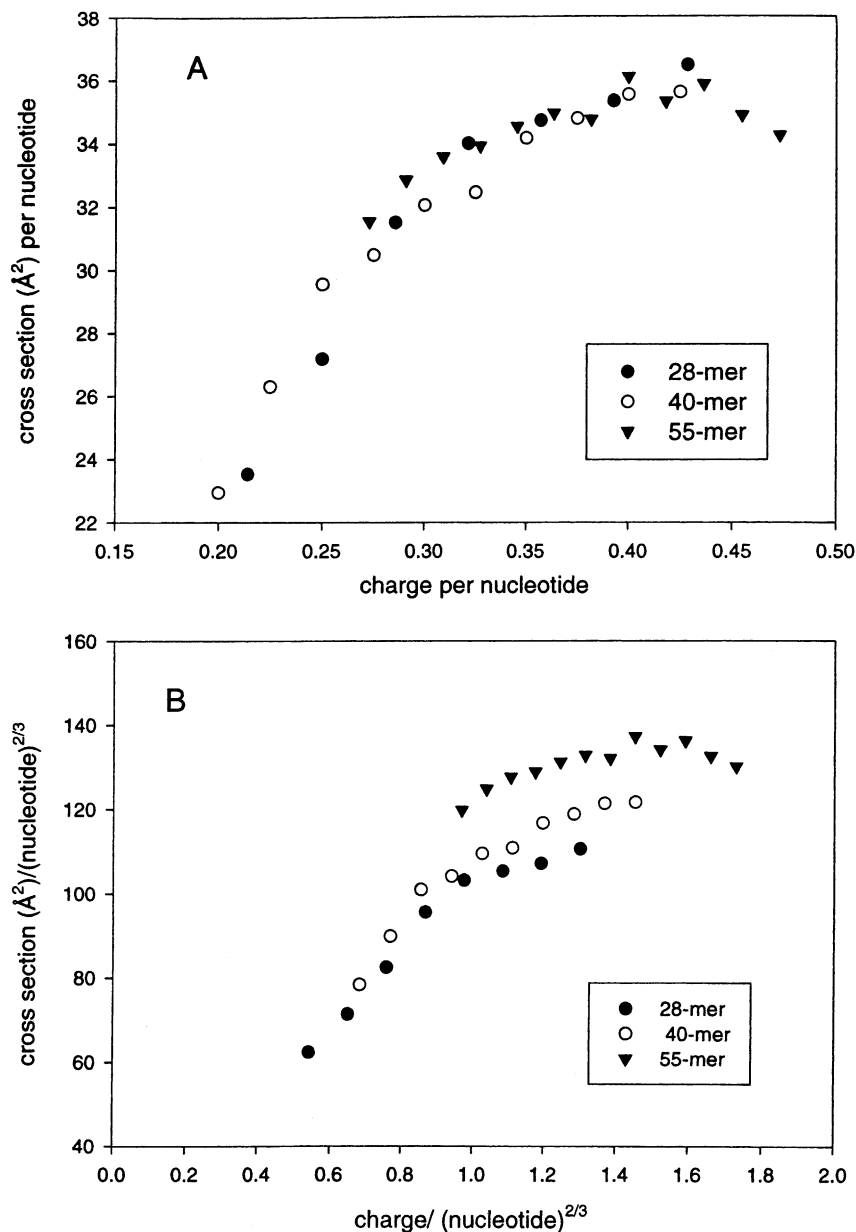 A
cross section (Å²) per nucleotide
38
36
34
32
30
28
26
24
22
0.15 0.20 0.25 0.30 0.35 0.40 0.45 0.50
charge per nucleotide
28-mer
40-mer
55-mer
B
cross section (Å²)/(nucleotide)^2/3
160
140
120
100
80
60
40
0.0 0.2 0.4 0.6 0.8 1.0 1.2 1.4 1.6 1.8 2.0
charge/ (nucleotide)^2/3
28-mer
40-mer
55-mer